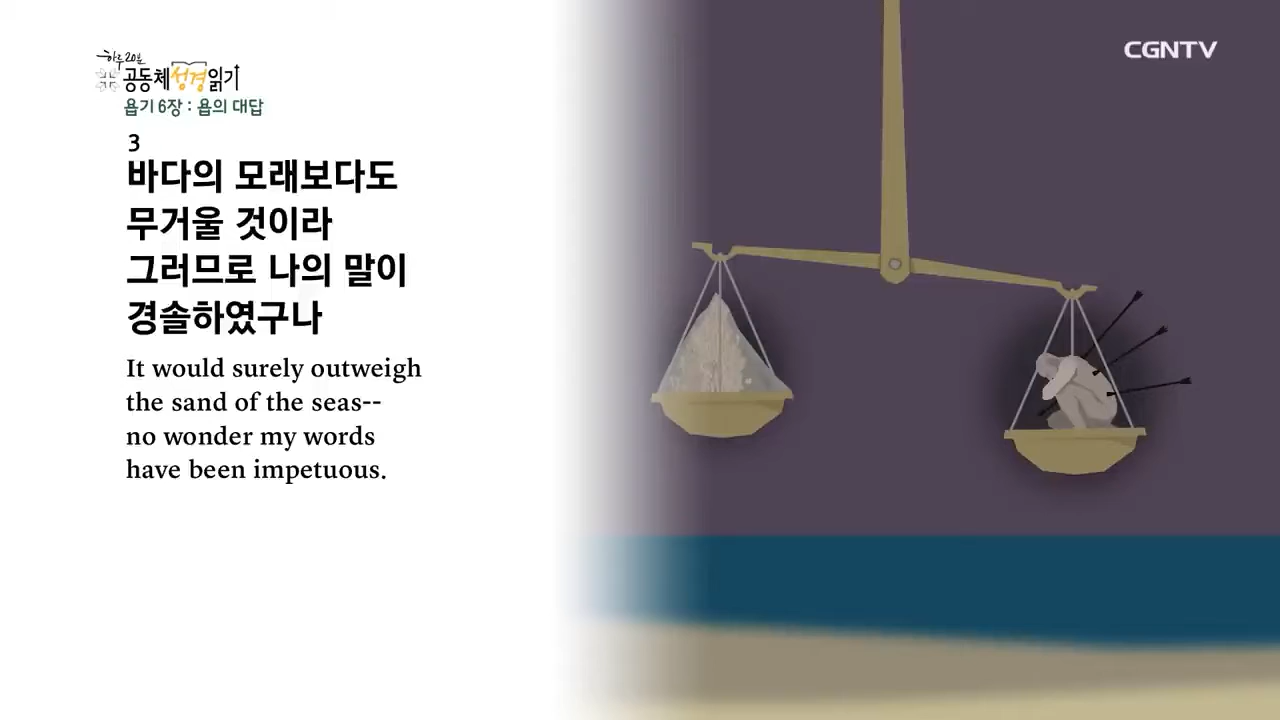 하루 20분
공동체성경읽기
CGNTV
욥기 6장 : 욥의 대답
3
바다의 모래보다도
무거울 것이라
그러므로 나의 말이
경솔하였구나
It would surely outweigh
the sand of the seas--
no wonder my words
have been impetuous.